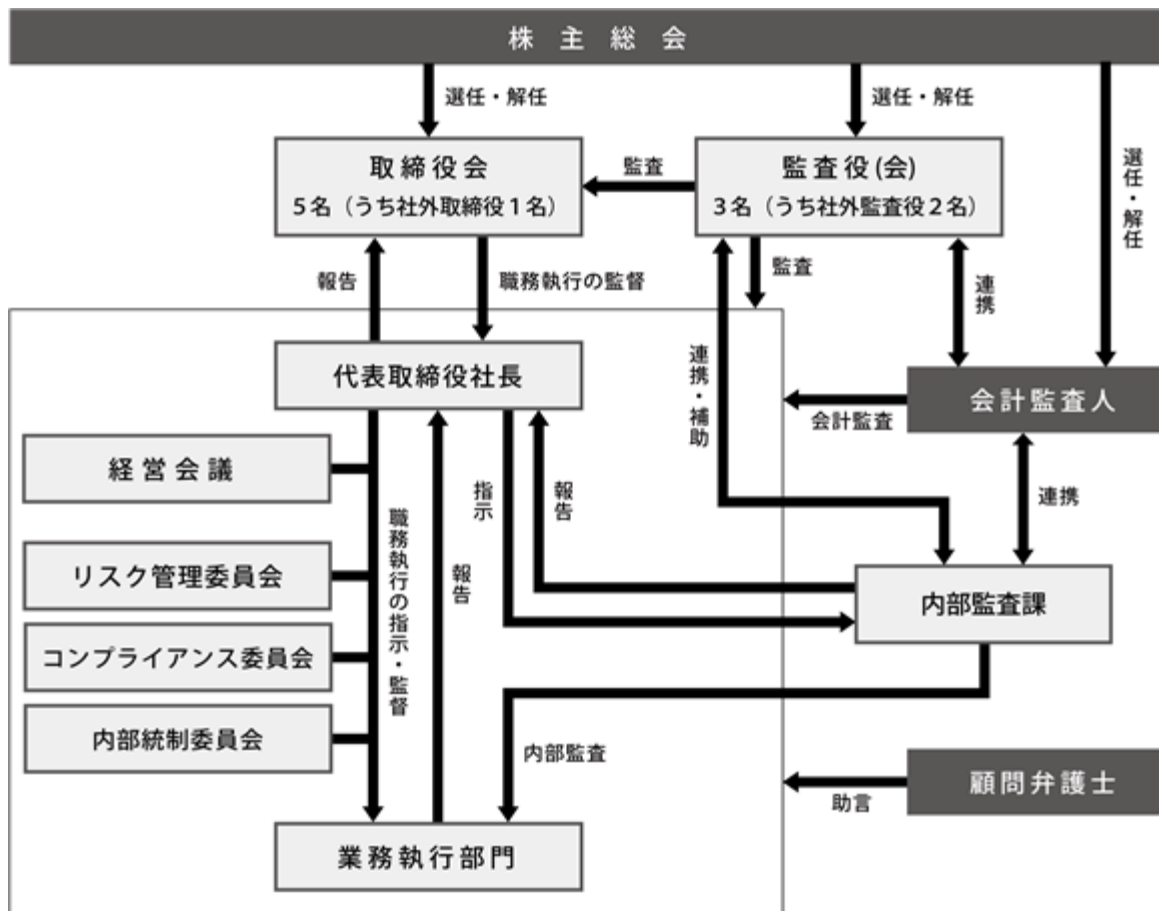 株主総会
選任・解任
選任・解任
選任・解任
取締役会
5名（うち社外取締役1名）
監査
監査役(会)
3名（うち社外監査役2名）
報告
職務執行の監督
監査
連携
連携・補助
代表取締役社長
会計監査人
会計監査
経営会議
指示
報告
連携
職務執行の指示・監督
報告
リスク管理委員会
内部監査課
コンプライアンス委員会
内部統制委員会
内部監査
顧問弁護士
助言
業務執行部門